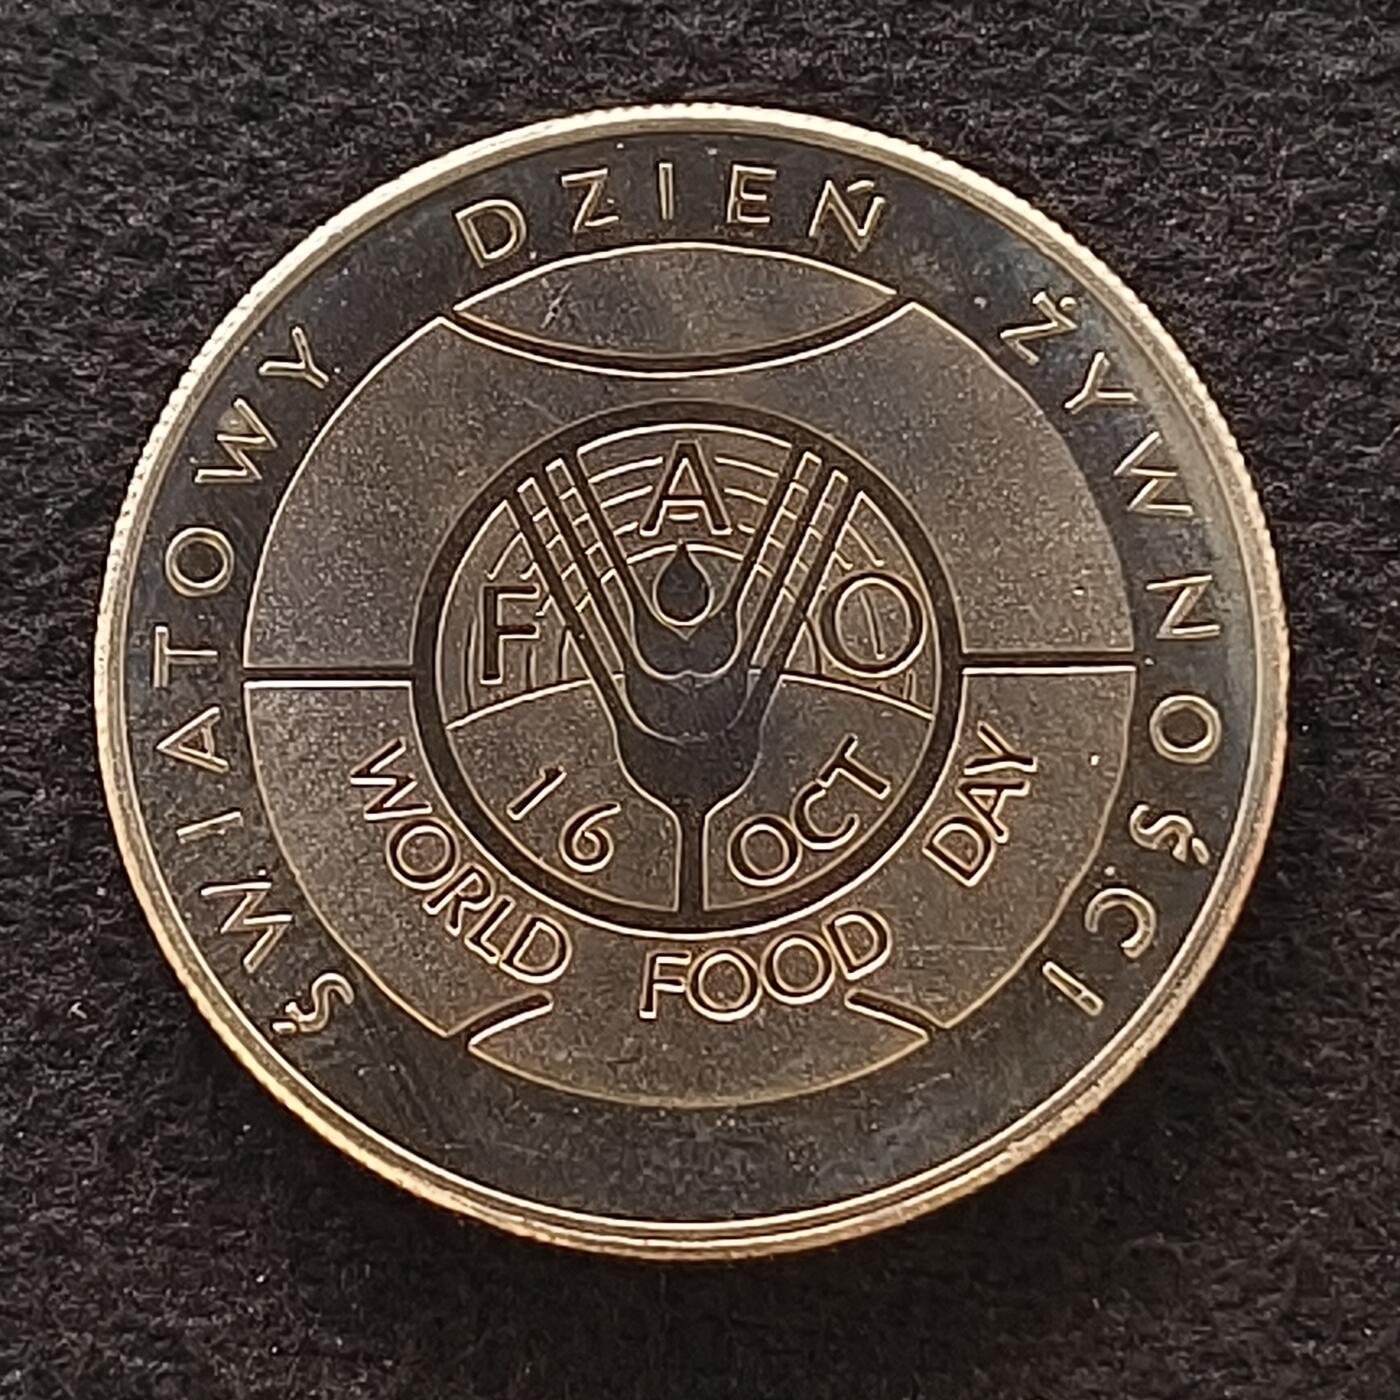 ŚWIATOWY DZIEŃ ŻYWNOŚCI
FAO
16 OCT
WORLD FOOD DAY